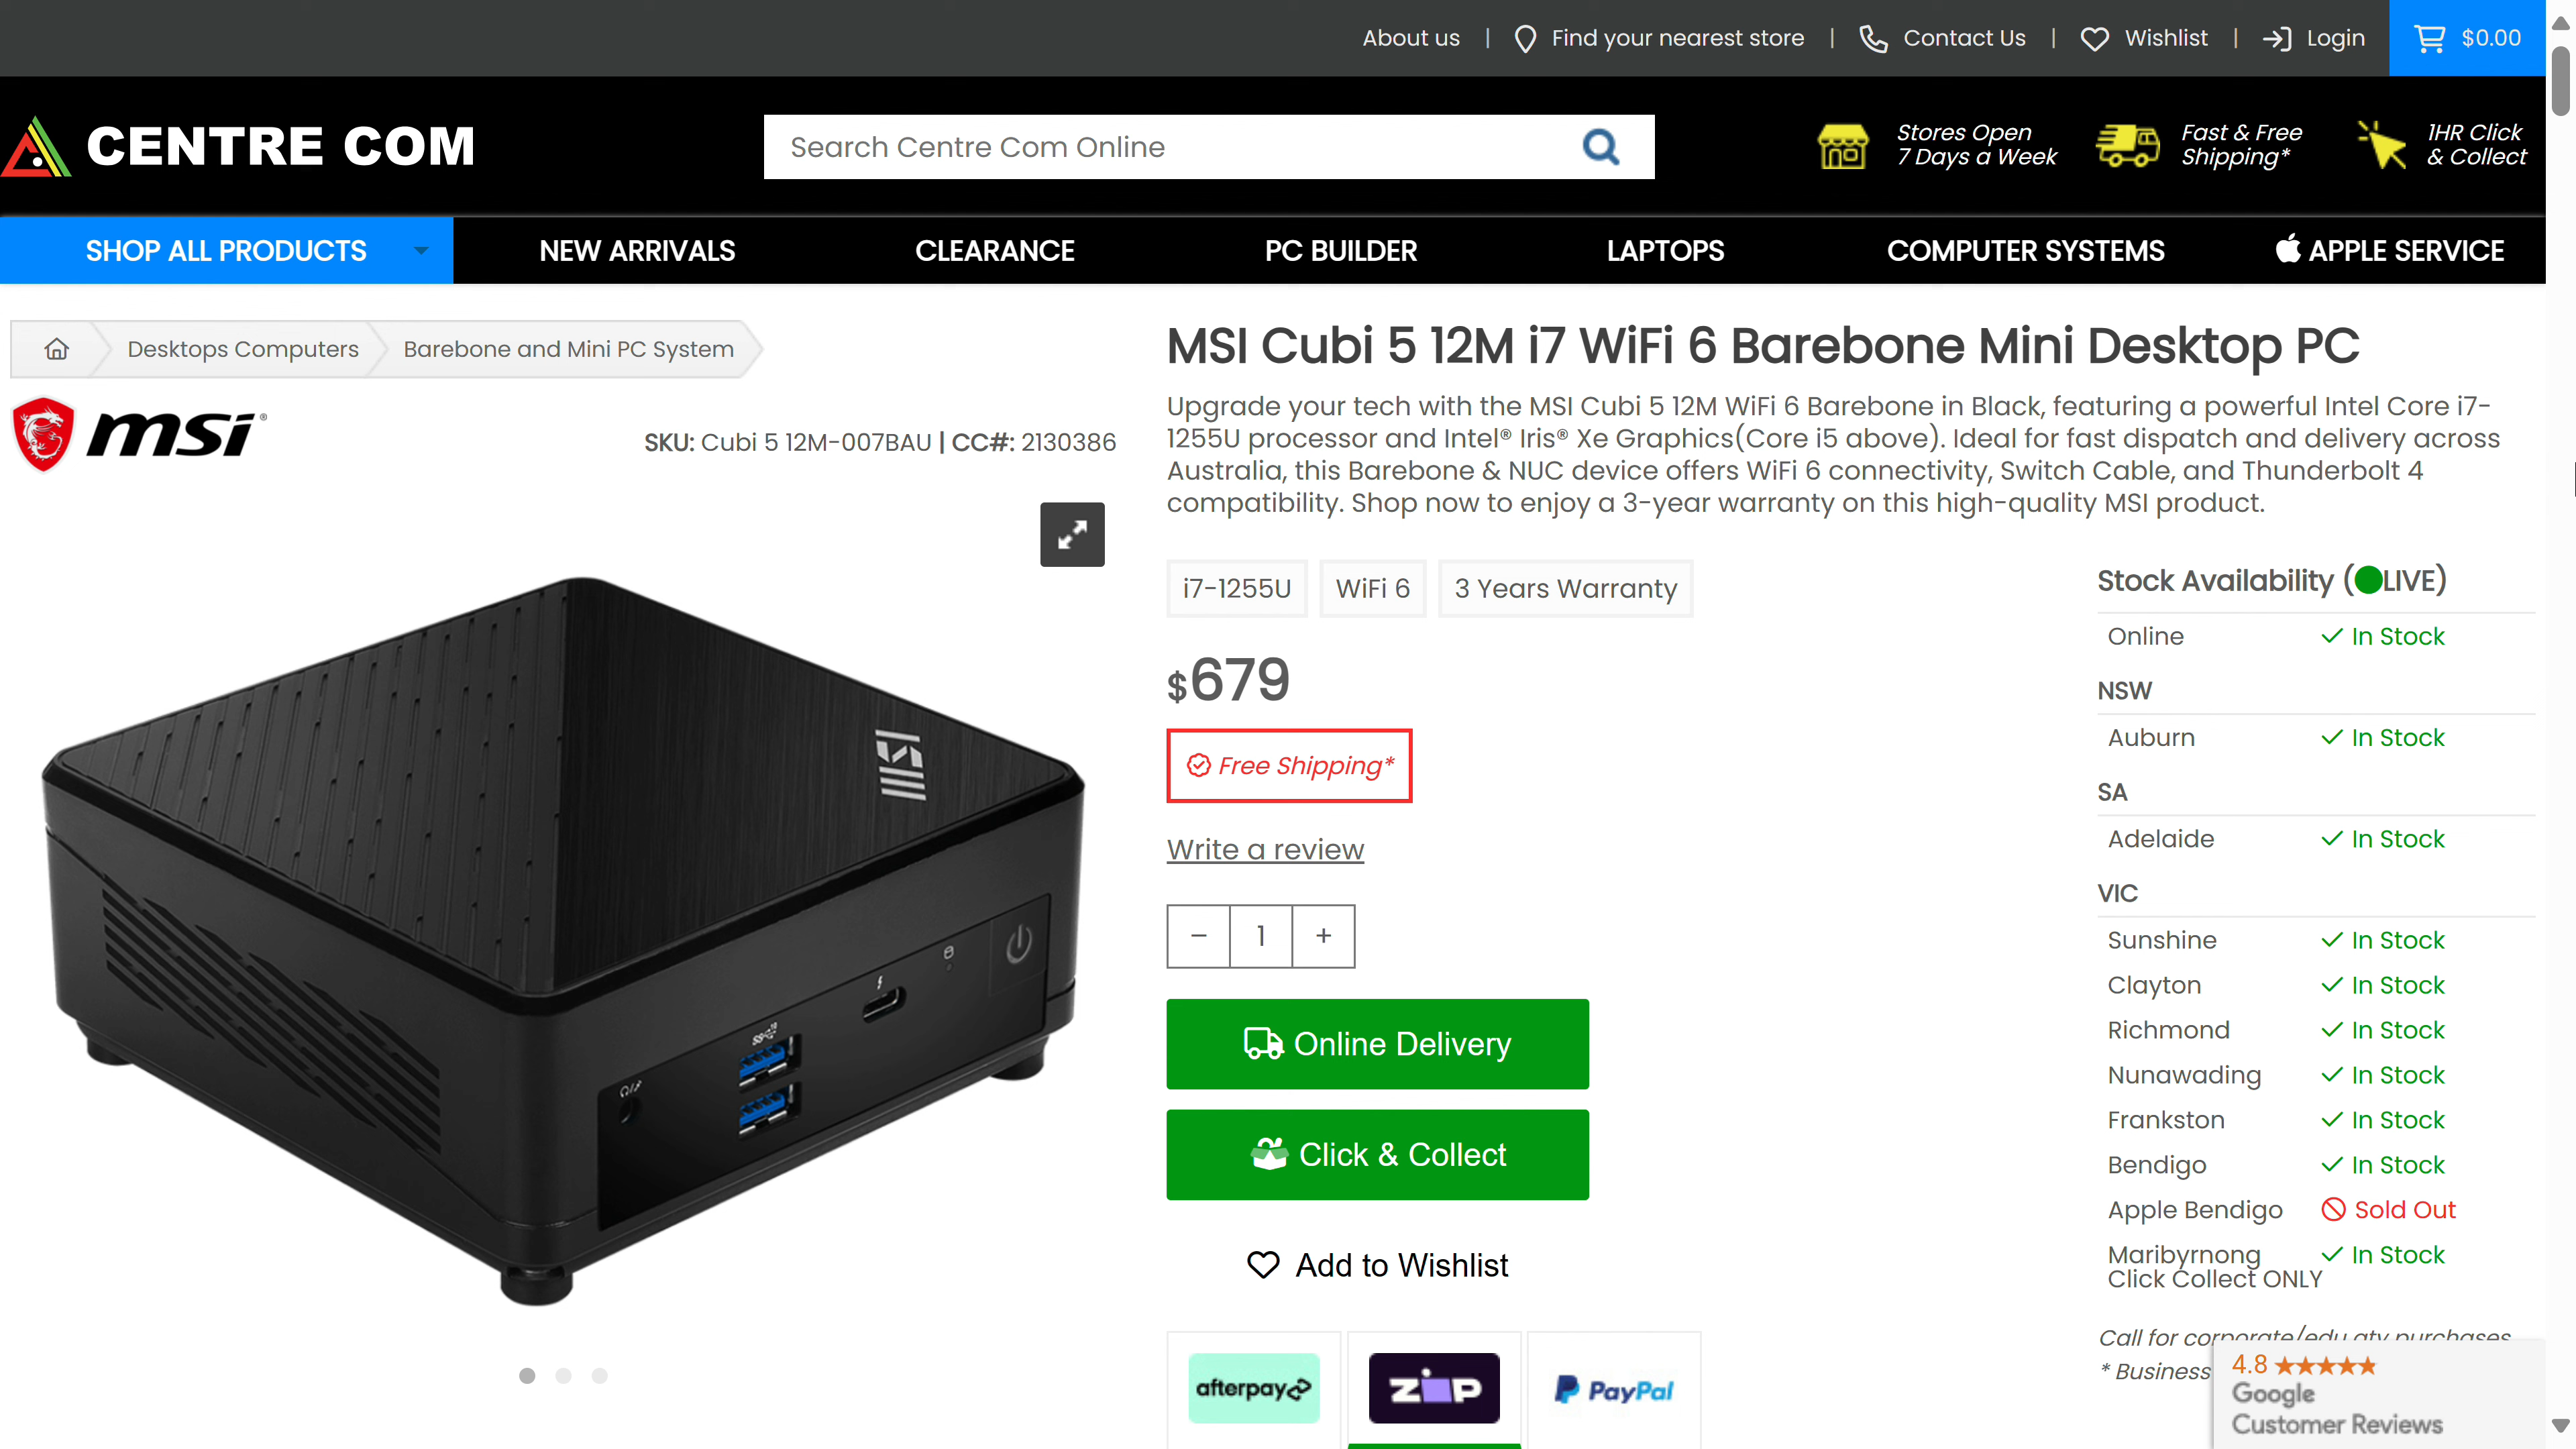 About us | Find your nearest store | Contact Us | Wishlist | Login $0.00
CENTRE COM
Search Centre Com Online
Stores Open
7 Days a Week
Fast & Free
Shipping*
1HR Click
& Collect
SHOP ALL PRODUCTS NEW ARRIVALS CLEARANCE PC BUILDER LAPTOPS COMPUTER SYSTEMS APPLE SERVICE
Desktops Computers Barebone and Mini PC System
msi®
SKU: Cubi 5 12M-007BAU | CC#: 2130386
MSI Cubi 5 12M i7 WiFi 6 Barebone Mini Desktop PC
Upgrade your tech with the MSI Cubi 5 12M WiFi 6 Barebone in Black, featuring a powerful Intel Core i7-
1255U processor and Intel® Iris® Xe Graphics(Core i5 above). Ideal for fast dispatch and delivery across
Australia, this Barebone & NUC device offers WiFi 6 connectivity, Switch Cable, and Thunderbolt 4
compatibility. Shop now to enjoy a 3-year warranty on this high-quality MSI product.
i7-1255U WiFi 6 3 Years Warranty
$679
Free Shipping*
Write a review
− 1 +
Online Delivery
Click & Collect
Add to Wishlist
afterpay
ZIP
PayPal
Stock Availability (LIVE)
Online In Stock
NSW
Auburn In Stock
SA
Adelaide In Stock
VIC
Sunshine In Stock
Clayton In Stock
Richmond In Stock
Nunawading In Stock
Frankston In Stock
Bendigo In Stock
Apple Bendigo Sold Out
Maribyrnong In Stock
Click Collect ONLY
Call for corporate/edu qty purchases
* Business
4.8 ★★★★★
Google
Customer Reviews